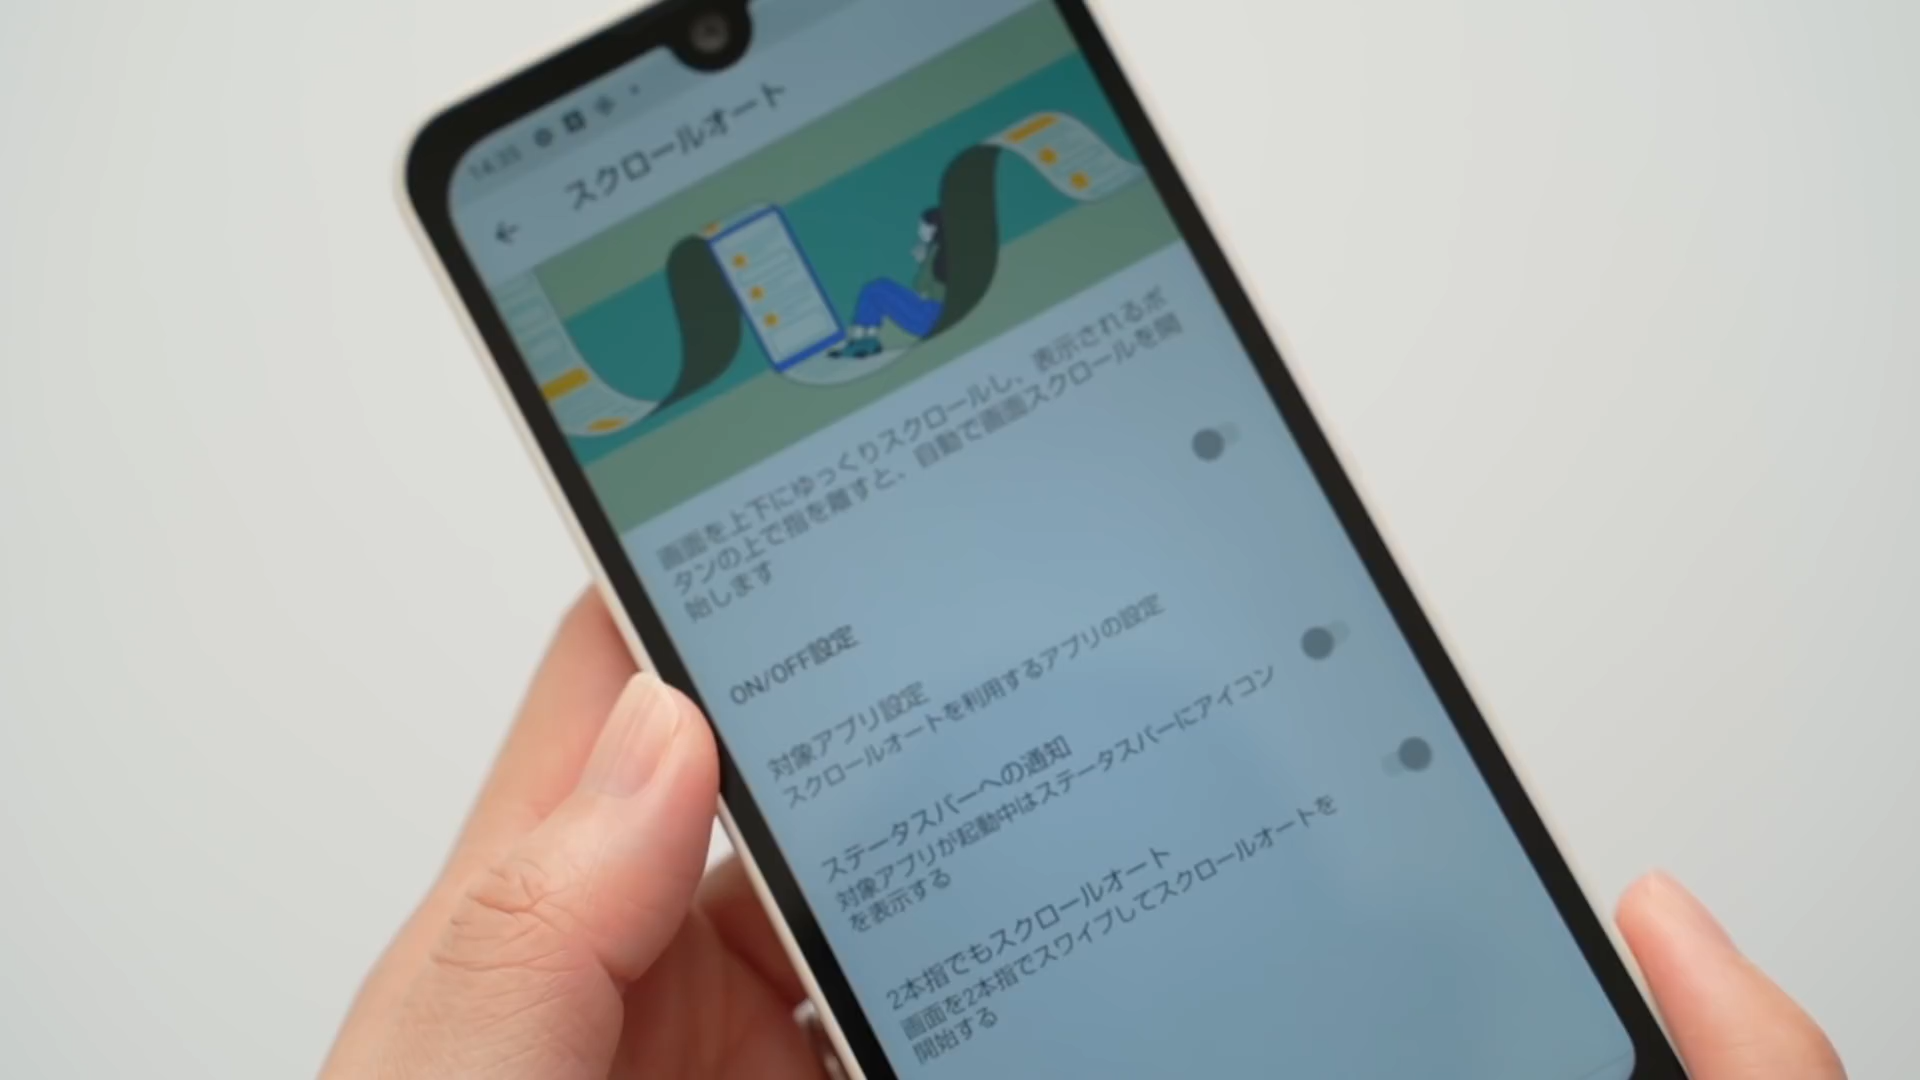 14:35
スクロールオート
画面を上下にゆっくりスクロールし、表示されるボ
タンの上で指を離すと、自動で画面スクロールを開
始します
ON/OFF設定
対象アプリ設定
スクロールオートを利用するアプリの設定
ステータスバーへの通知
対象アプリが起動中はステータスバーにアイコン
を表示する
2本指でもスクロールオート
画面を2本指でスワイプしてスクロールオートを
開始する